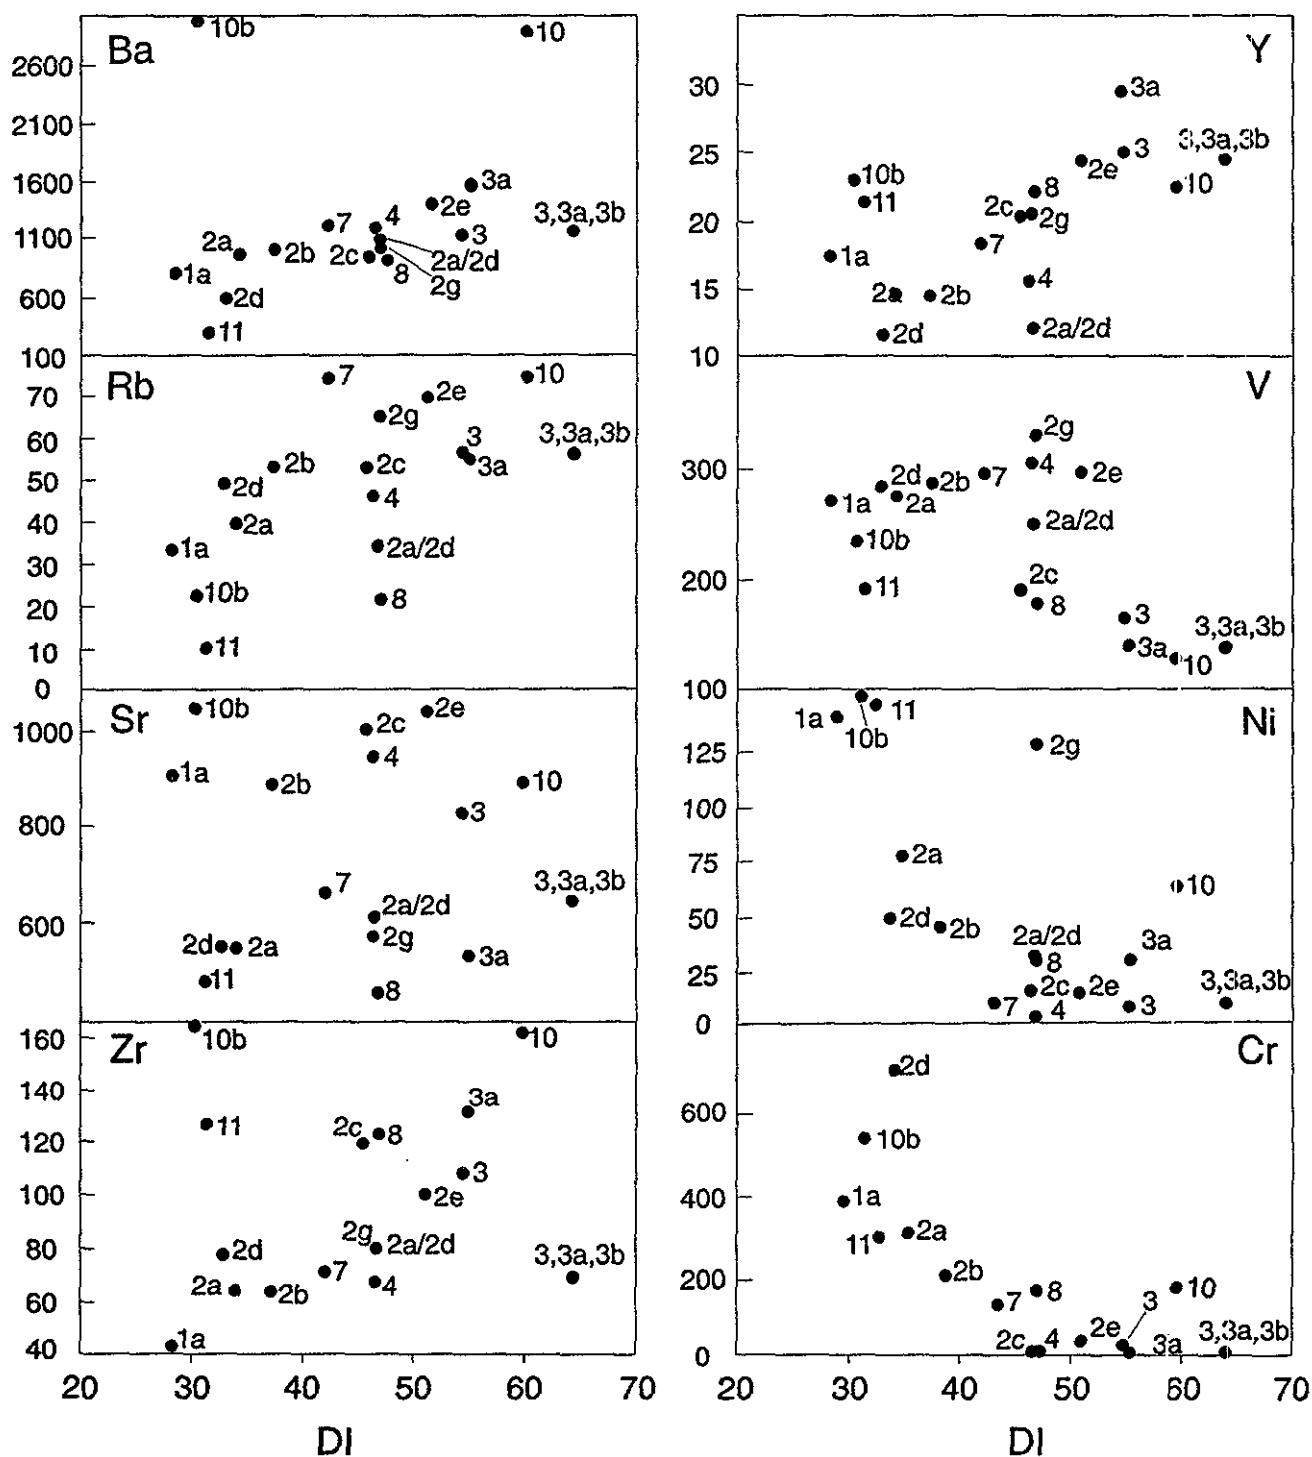 Ba
10b
10
2600
2100
1600
1100
600
100
3a
2e
3,3a,3b
7
4
3
2a
2b
2c
2a/2d
8
2g
1a
2d
11
Rb
70
60
50
40
30
20
10
0
7
10
2e
2g
3
3,3a,3b
3a
2b
2c
2d
4
2a
1a
2a/2d
10b
8
11
Sr
1000
800
600
10b
2e
2c
4
1a
2b
10
3
7
3,3a,3b
2a/2d
2d
2a
2g
3a
11
8
Zr
160
140
120
100
80
60
40
10b
10
3a
11
2c
8
3
2e
2g
2a/2d
2d
3,3a,3b
7
2a
2b
4
1a
20 30 40 50 60 70
DI
Y
30
25
20
15
10
3a
3,3a,3b
3
2e
10b
10
11
8
2c
2g
7
1a
4
2a
2b
2d
2a/2d
V
300
200
100
2g
4
2e
2d
2b
7
1a
2a
2a/2d
10b
11
2c
8
3
3,3a,3b
3a
10
Ni
125
100
75
50
25
0
1a
10b
11
2g
2a
10
2d
2b
2a/2d
8
3a
2c
2e
3,3a,3b
7
4
3
Cr
600
400
200
0
2d
10b
1a
11
2a
2b
7
8
10
3
2c
4
2e
3a
3,3a,3b
20 30 40 50 60 70
DI